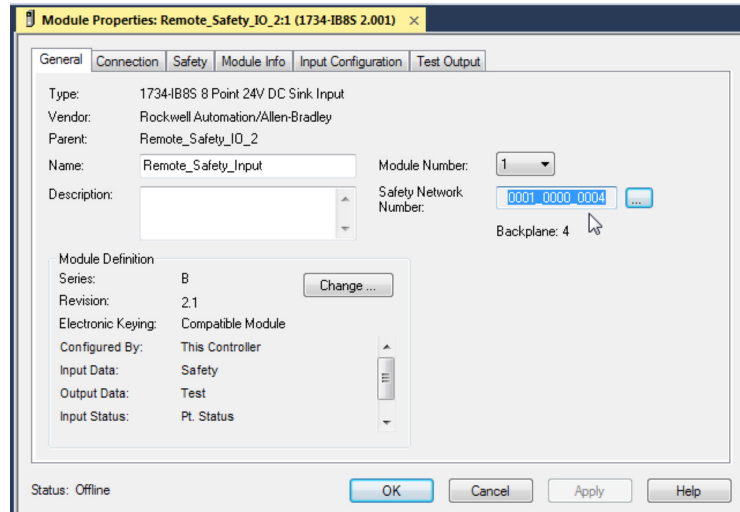 Module Properties: Remote_Safety_IO_2:1 (1734-IB8S 2.001) ×
General Connection Safety Module Info Input Configuration Test Output
Type: 1734-IB8S 8 Point 24V DC Sink Input
Vendor: Rockwell Automation/Allen-Bradley
Parent: Remote_Safety_IO_2
Name: Remote_Safety_Input Module Number: 1
Description: Safety Network Number: 0001_0000_0004 ...
Backplane: 4
Module Definition
Series: B Change ...
Revision: 2.1
Electronic Keying: Compatible Module
Configured By: This Controller
Input Data: Safety
Output Data: Test
Input Status: Pt. Status
Status: Offline OK Cancel Apply Help